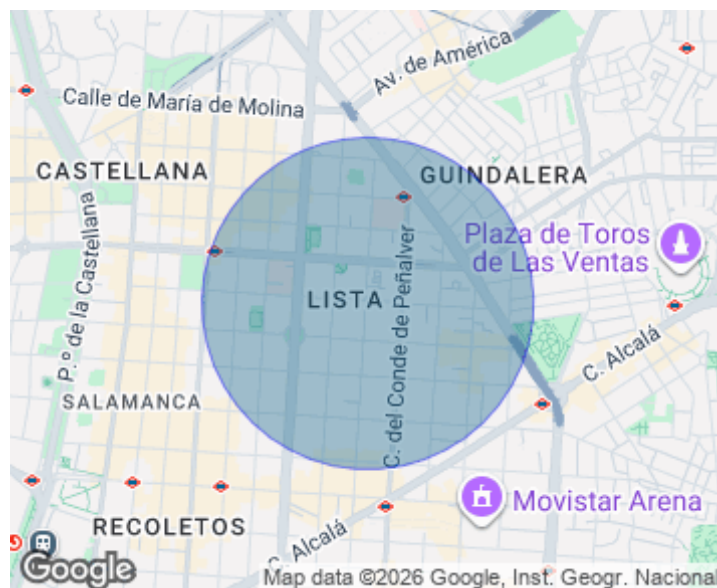 Av. de América
Calle de María de Molina
CASTELLANA
GUINDALERA
P.º de la Castellana
Plaza de Toros
de Las Ventas
C. del Conde de Peñalver
LISTA
C. Alcalá
SALAMANCA
Movistar Arena
RECOLETOS
C. Alcalá
Google
Map data ©2026 Google, Inst. Geogr. Nacional